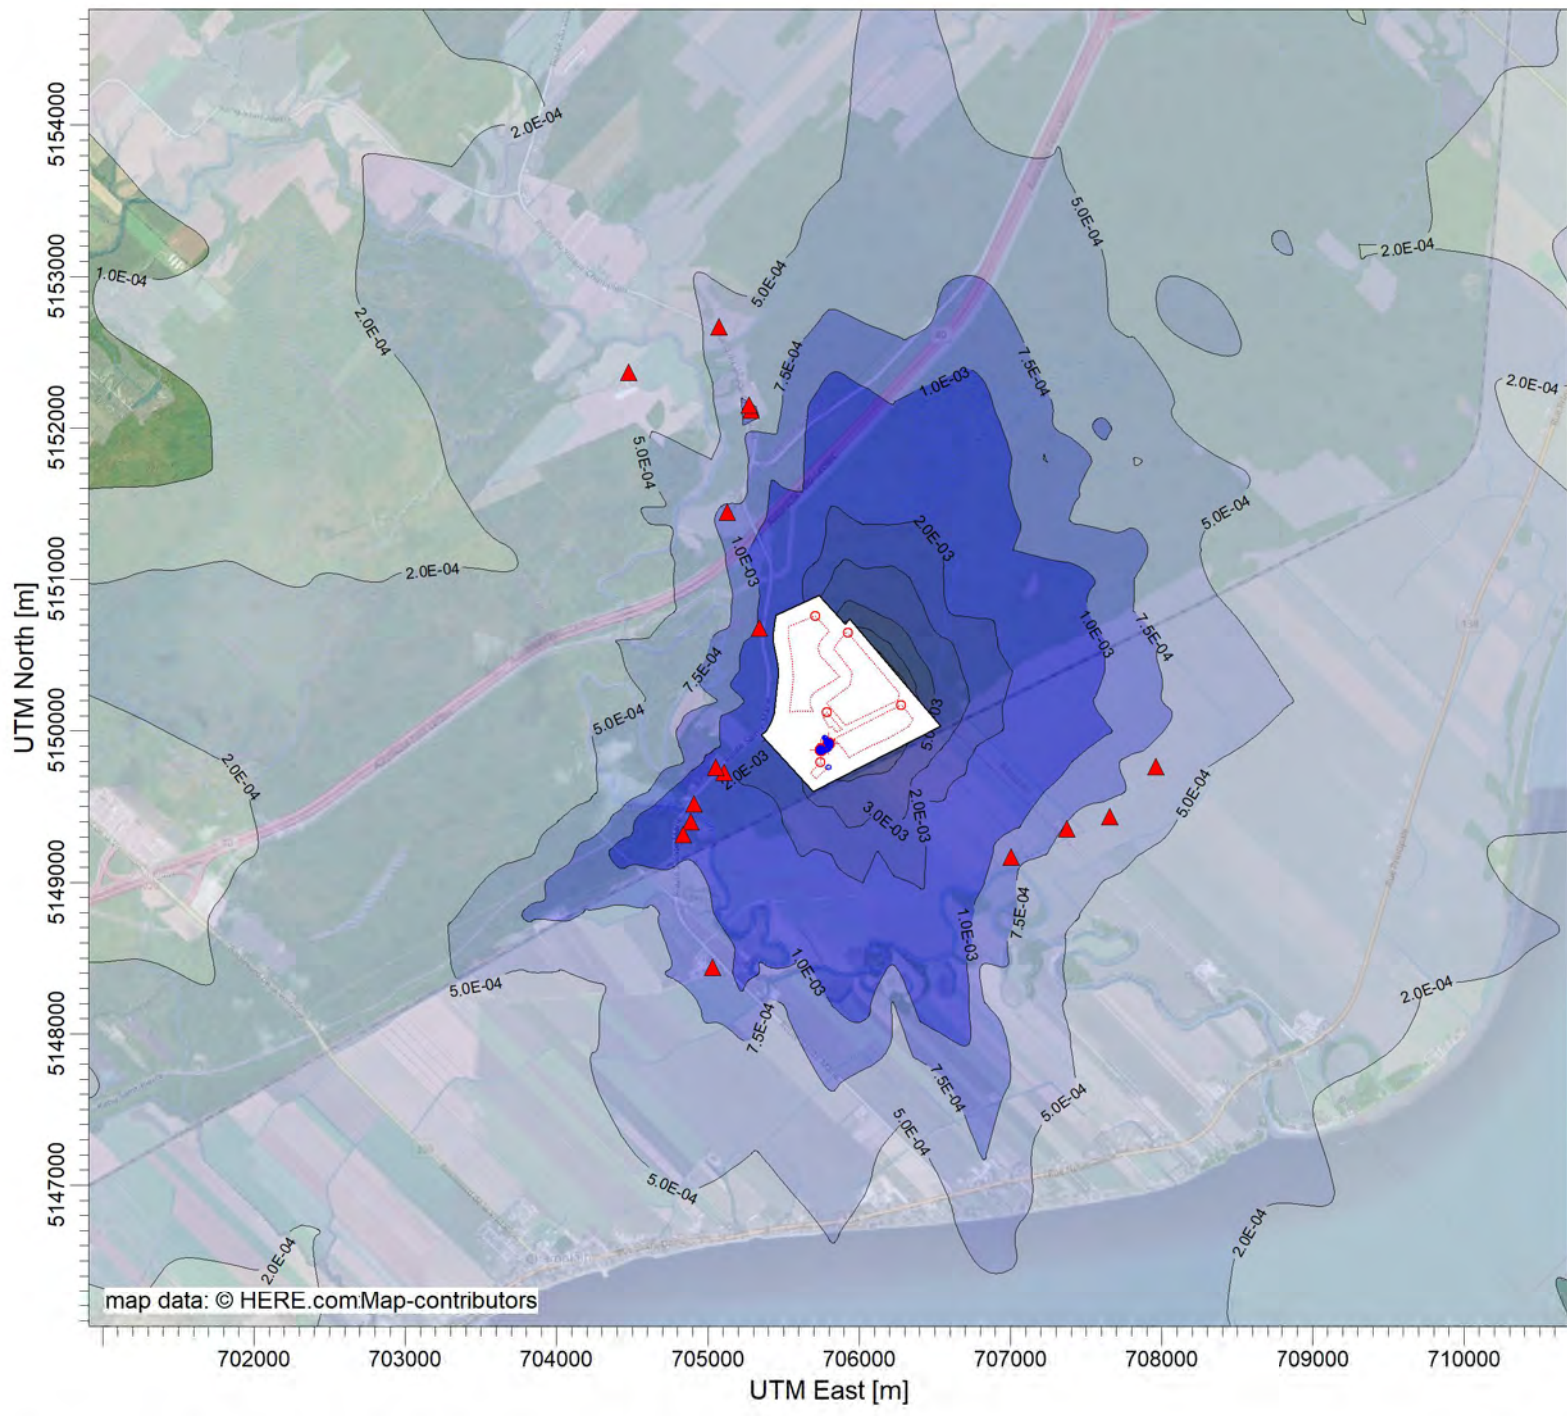 5154000
5153000
5152000
5151000
5150000
5149000
5148000
5147000
UTM North [m]
2.0E-04
5.0E-04
2.0E-04
1.0E-04
5.0E-04
2.0E-04
7.5E-04
7.5E-04
1.0E-03
2.0E-04
5.0E-04
5.0E-04
2.0E-03
1.0E-03
2.0E-04
1.0E-03
7.5E-04
7.5E-04
5.0E-04
5.0
03
2.0E-04
2.0E-03
5.0E-04
2.0E-03
3.0E-03
7.5E-04
1.0E-03
1.0E-03
5.0E-04
2.0E-04
7.5E-04
7.5E-04
5.0E-04
5.0E-04
5.0E-04
2.0E-04
2.0E-04
138
map data: © HERE.com:Map-contributors
702000 703000 704000 705000 706000 707000 708000 709000 710000
UTM East [m]